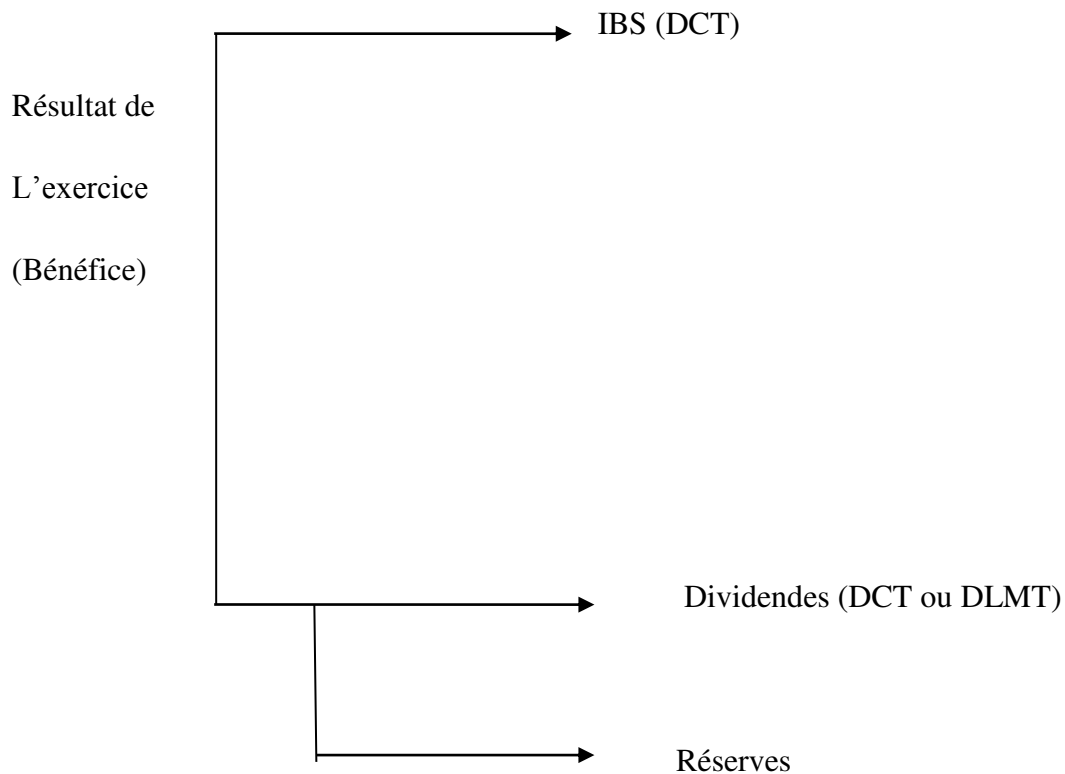 IBS (DCT)
Résultat de
L’exercice
(Bénéfice)
Dividendes (DCT ou DLMT)
Réserves